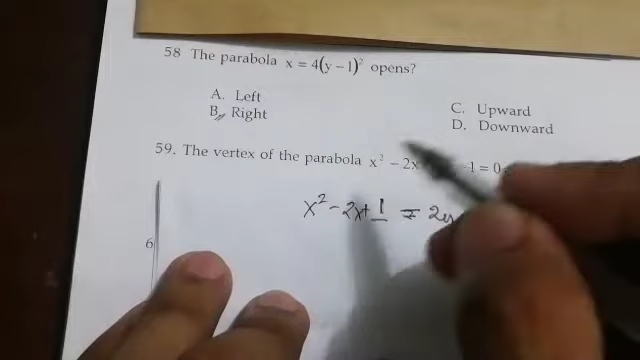 58 The parabola x = 4(y − 1)² opens?
A. Left
B. Right
C. Upward
D. Downward
59. The vertex of the parabola x² − 2x −1 = 0
x² − 2x + 1 = 2y
6